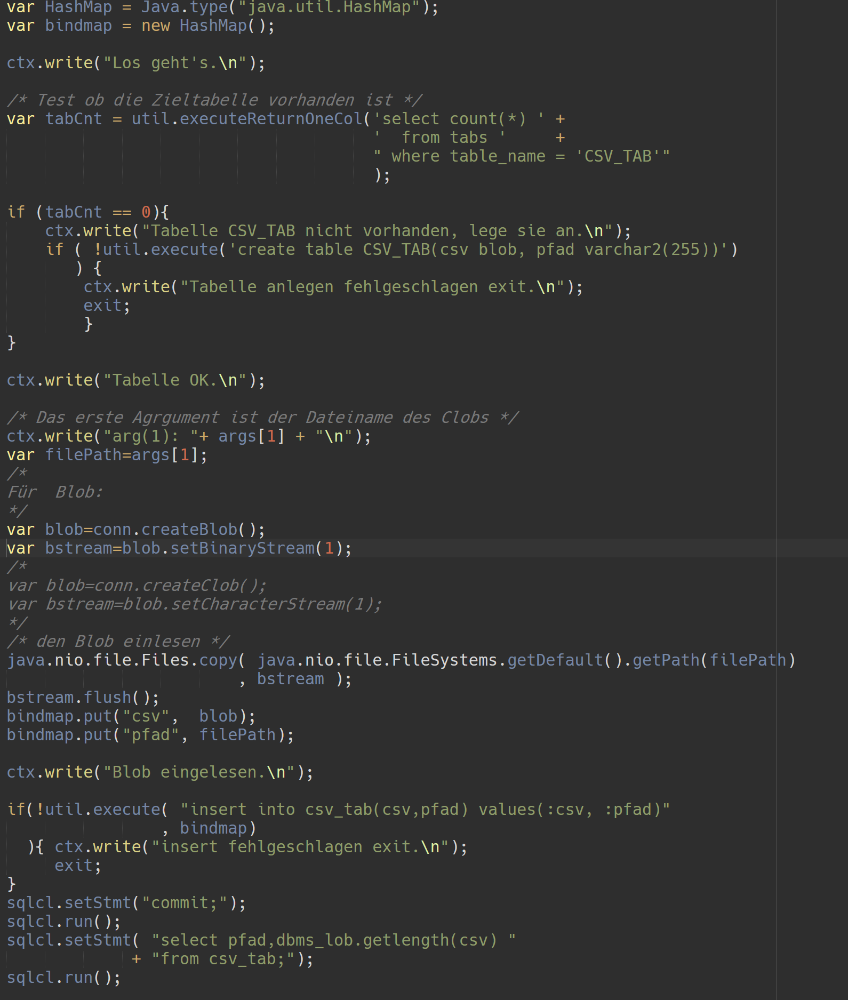 var HashMap = Java.type("java.util.HashMap");
var bindmap = new HashMap();

ctx.write("Los geht's.\n");

/* Test ob die Zieltabelle vorhanden ist */
var tabCnt = util.executeReturnOneCol('select count(*) ' +
                                      '  from tabs '     +
                                      " where table_name = 'CSV_TAB'"
                                      );

if (tabCnt == 0){
    ctx.write("Tabelle CSV_TAB nicht vorhanden, lege sie an.\n");
    if ( !util.execute('create table CSV_TAB(csv blob, pfad varchar2(255))')
       ) {
        ctx.write("Tabelle anlegen fehlgeschlagen exit.\n");
        exit;
        }
}

ctx.write("Tabelle OK.\n");

/* Das erste Agrgument ist der Dateiname des Clobs */
ctx.write("arg(1): "+ args[1] + "\n");
var filePath=args[1];
/*
Für  Blob:
*/
var blob=conn.createBlob();
var bstream=blob.setBinaryStream(1);
/*
var blob=conn.createClob();
var bstream=blob.setCharacterStream(1);
*/
/* den Blob einlesen */
java.nio.file.Files.copy( java.nio.file.FileSystems.getDefault().getPath(filePath)
                        , bstream );
bstream.flush();
bindmap.put("csv",  blob);
bindmap.put("pfad", filePath);

ctx.write("Blob eingelesen.\n");

if(!util.execute( "insert into csv_tab(csv,pfad) values(:csv, :pfad)"
                , bindmap)
  ){ ctx.write("insert fehlgeschlagen exit.\n");
     exit;
}
sqlcl.setStmt("commit;");
sqlcl.run();
sqlcl.setStmt( "select pfad,dbms_lob.getlength(csv) "
             + "from csv_tab;");
sqlcl.run();